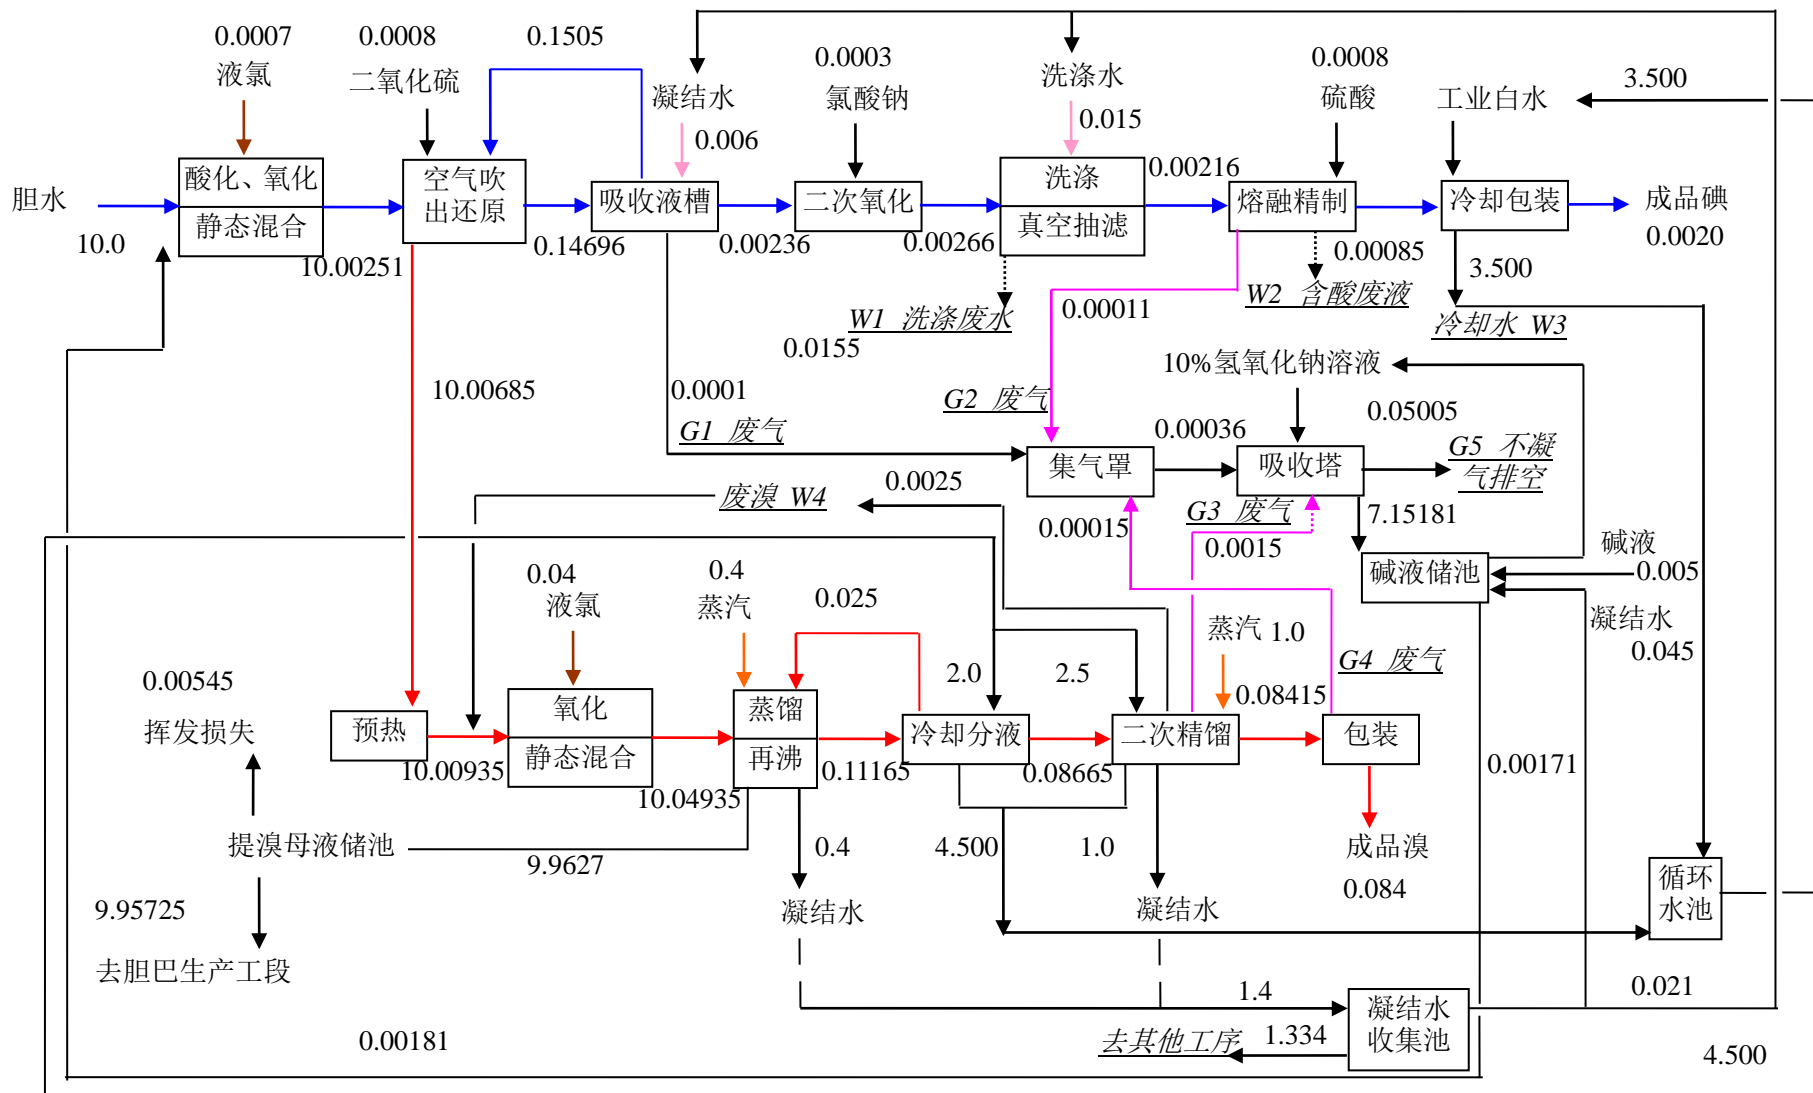 0.0007
0.0008
0.1505
0.0003
0.0008
3.500
液氯
二氧化硫
凝结水
氯酸钠
洗涤水
硫酸
工业白水
0.006
0.015
0.00216
胆水
10.0
酸化、氧化
静态混合
10.00251
空气吹
出还原
0.14696
吸收液槽
0.00236
二次氧化
0.00266
洗涤
真空抽滤
熔融精制
0.00085
冷却包装
3.500
成品碘
0.0020
W1 洗涤废水
0.0155
0.00011
W2 含酸废液
冷却水 W3
10.00685
0.0001
G1 废气
G2 废气
10%氢氧化钠溶液
0.05005
0.00036
集气罩
吸收塔
G5 不凝
气排空
废溴 W4
0.0025
0.00015
G3 废气
0.0015
7.15181
碱液
0.005
碱液储池
凝结水
0.045
0.04
液氯
0.4
蒸汽
0.025
蒸汽 1.0
G4 废气
0.00545
挥发损失
2.0
2.5
0.08415
预热
10.00935
氧化
静态混合
10.04935
蒸馏
再沸
0.11165
冷却分液
0.08665
二次精馏
包装
0.00171
提溴母液储池
9.9627
0.4
4.500
1.0
成品溴
0.084
循环
水池
9.95725
去胆巴生产工段
凝结水
凝结水
1.4
0.021
凝结水
收集池
去其他工序
1.334
0.00181
4.500